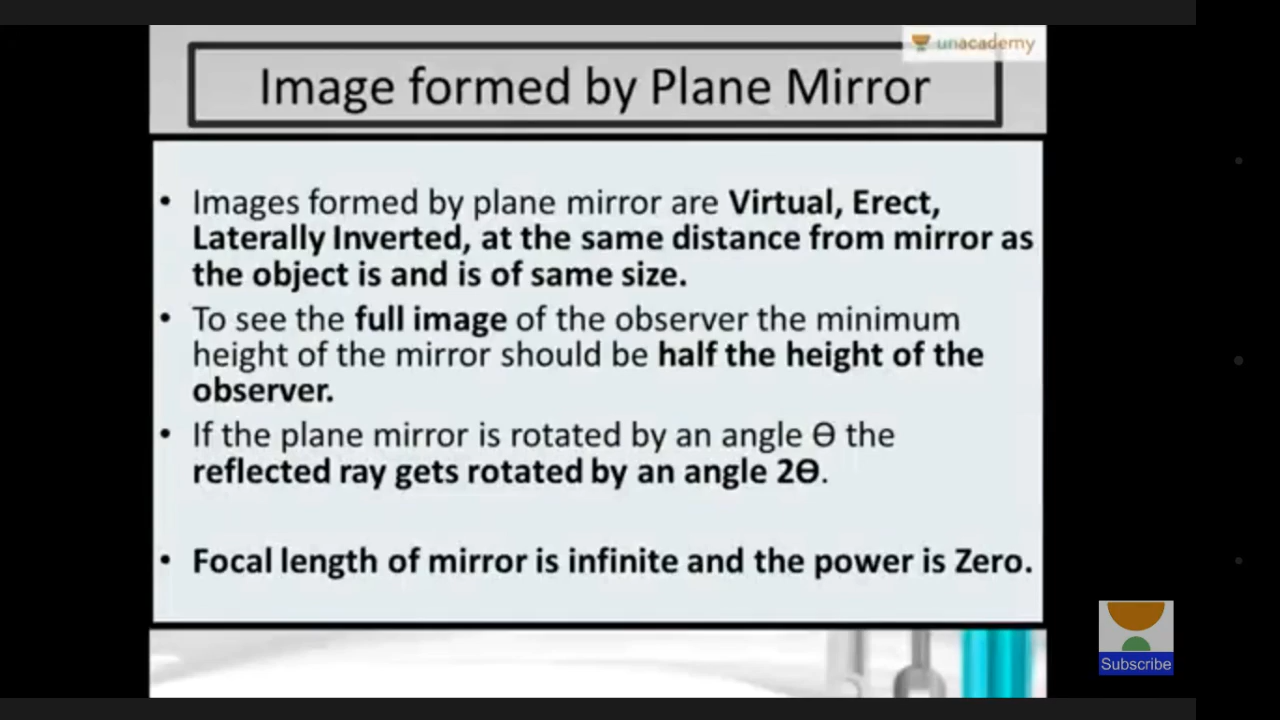 unacademy
Image formed by Plane Mirror
• Images formed by plane mirror are Virtual, Erect,
Laterally Inverted, at the same distance from mirror as
the object is and is of same size.
• To see the full image of the observer the minimum
height of the mirror should be half the height of the
observer.
• If the plane mirror is rotated by an angle Ɵ the
reflected ray gets rotated by an angle 2Ɵ.
• Focal length of mirror is infinite and the power is Zero.
Subscribe